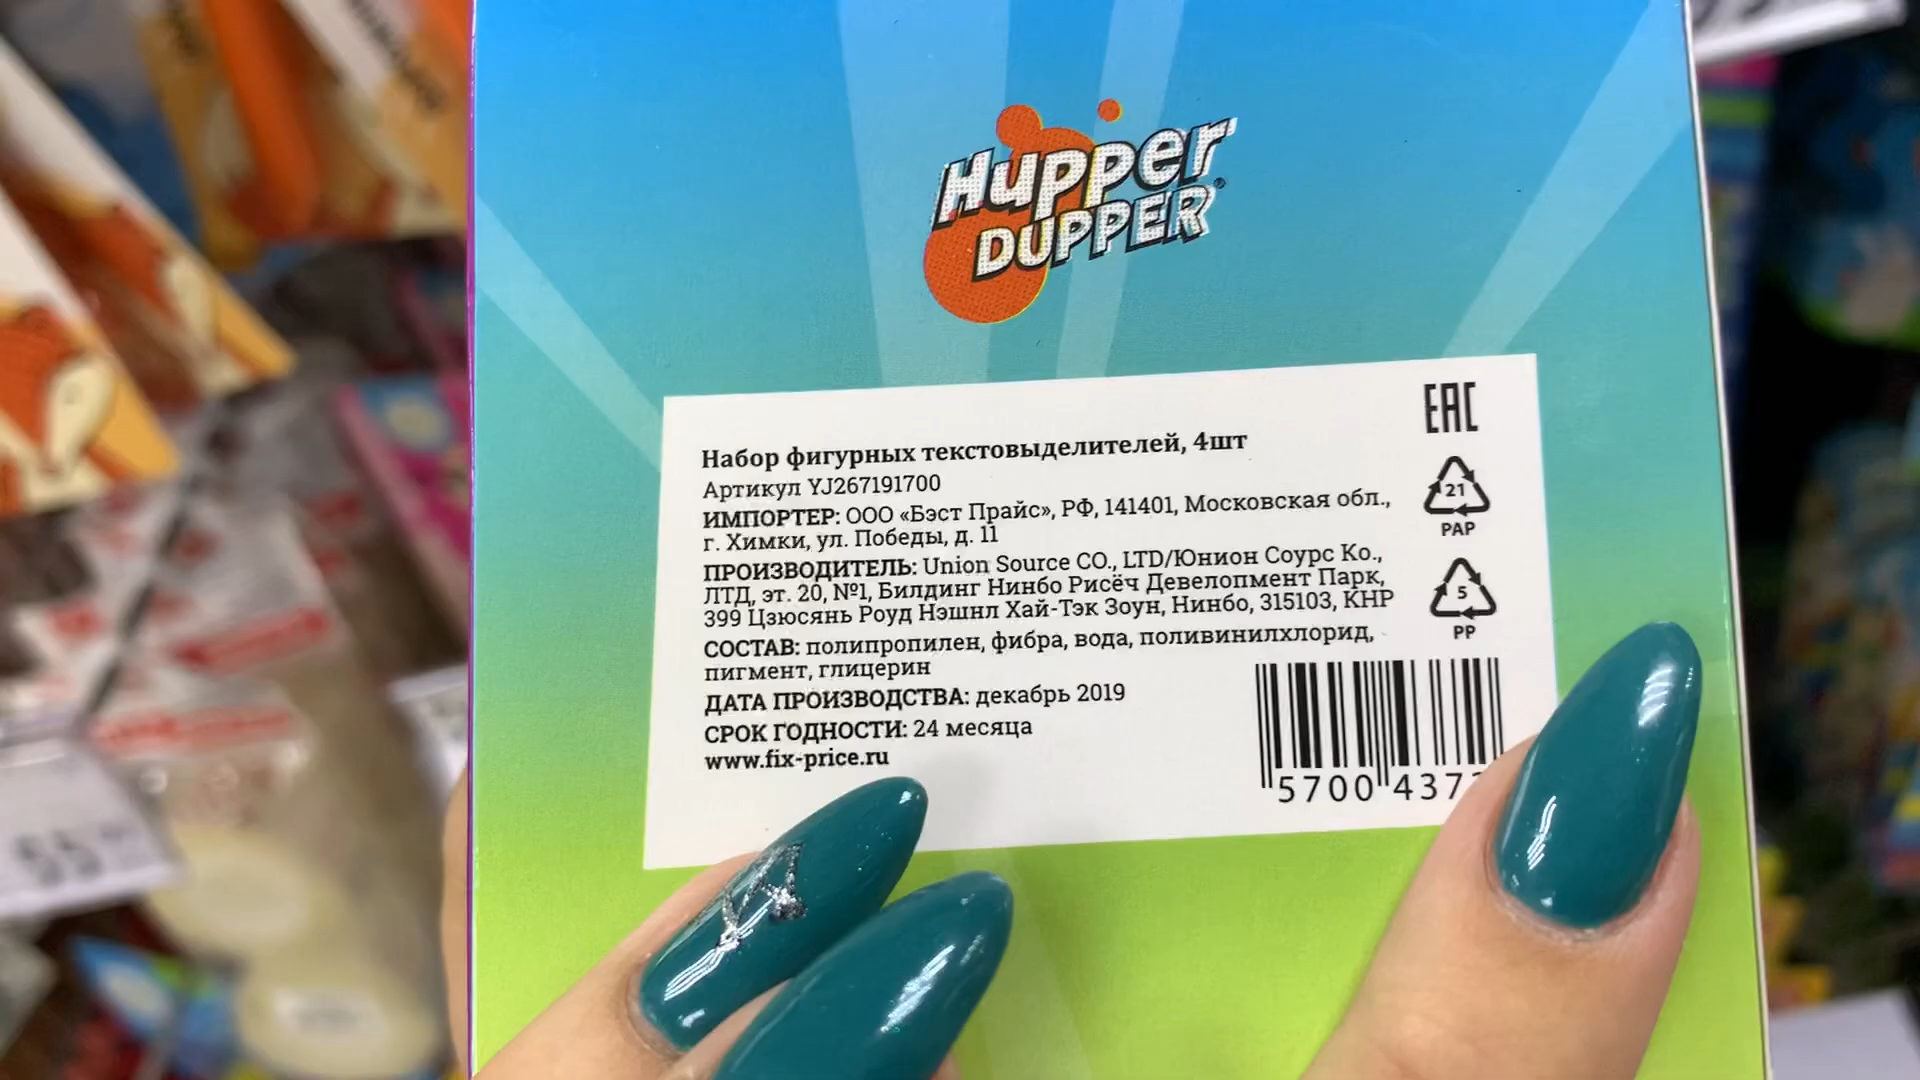 Hupper
DUPPER®
EAC
Набор фигурных текстовыделителей, 4шт
Артикул YJ267191700
ИМПОРТЕР: ООО «Бэст Прайс», РФ, 141401, Московская обл.,
г. Химки, ул. Победы, д. 11
ПРОИЗВОДИТЕЛЬ: Union Source CO., LTD/Юнион Соурс Ко.,
ЛТД, эт. 20, №1, Билдинг Нинбо Рисёч Девелопмент Парк,
399 Цзюсянь Роуд Нэшнл Хай-Тэк Зоун, Нинбо, 315103, КНР
СОСТАВ: полипропилен, фибра, вода, поливинилхлорид,
пигмент, глицерин
ДАТА ПРОИЗВОДСТВА: декабрь 2019
СРОК ГОДНОСТИ: 24 месяца
www.fix-price.ru
21
PAP
5
PP
5700 437
55